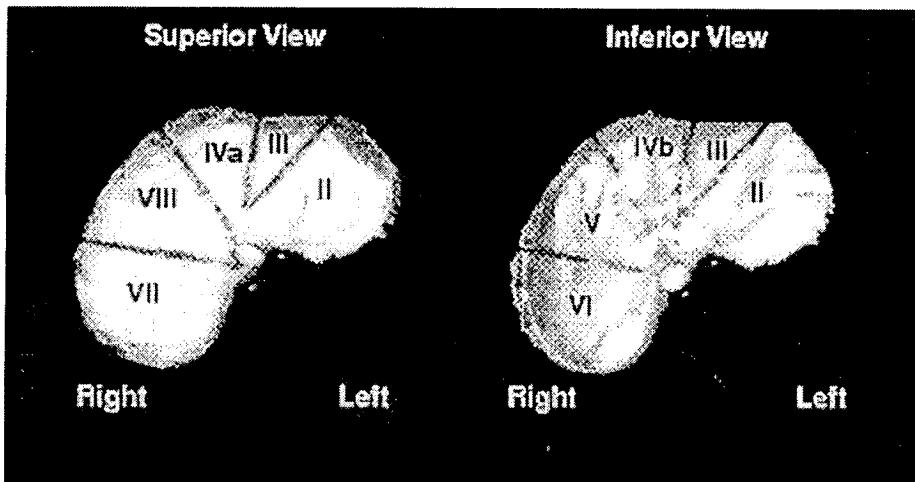 Superior View
Inferior View
IVa
III
II
VIII
VII
Right
Left
IVb
III
II
V
VI
Right
Left